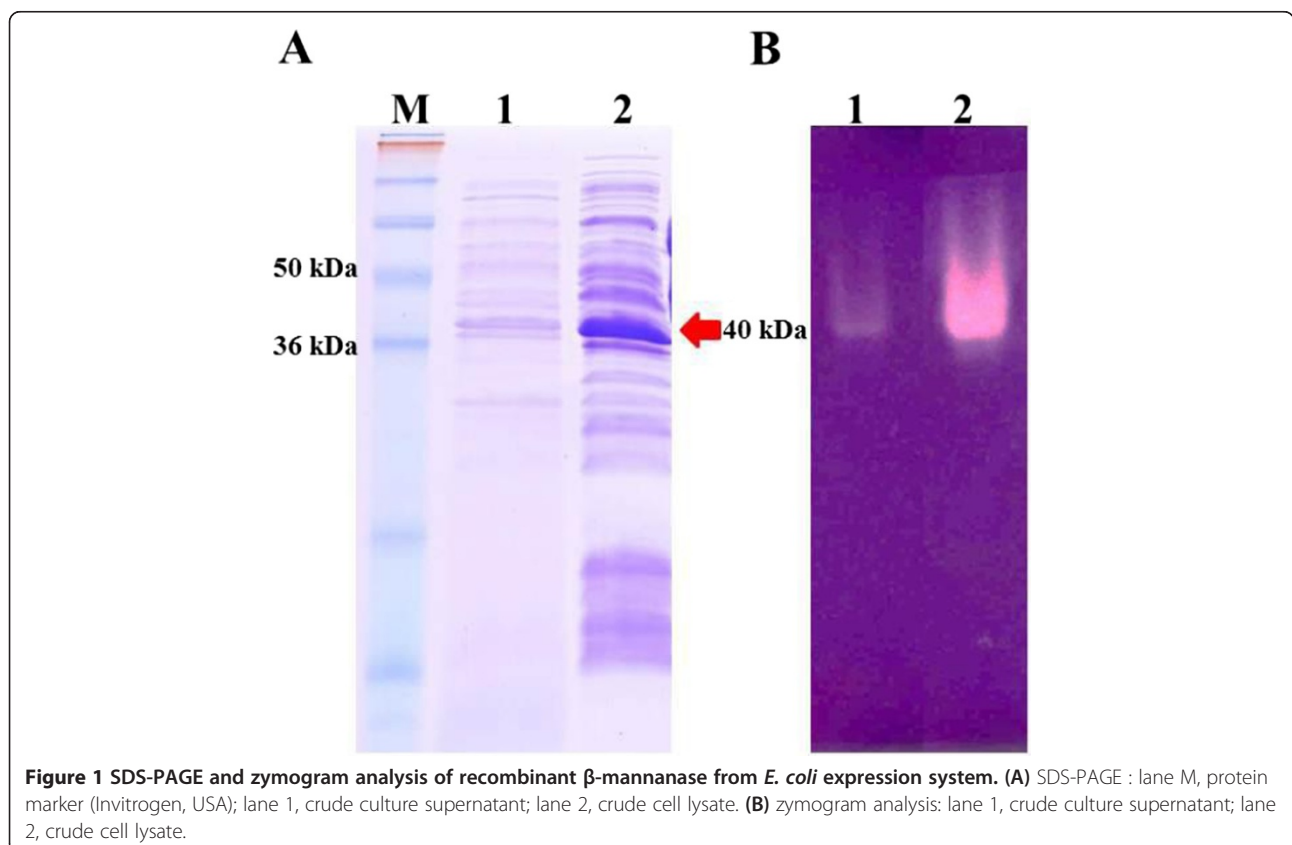 A
B
M 1 2
1 2
50 kDa
36 kDa
40 kDa
Figure 1 SDS-PAGE and zymogram analysis of recombinant β-mannanase from E. coli expression system. (A) SDS-PAGE : lane M, protein
marker (Invitrogen, USA); lane 1, crude culture supernatant; lane 2, crude cell lysate. (B) zymogram analysis: lane 1, crude culture supernatant; lane
2, crude cell lysate.